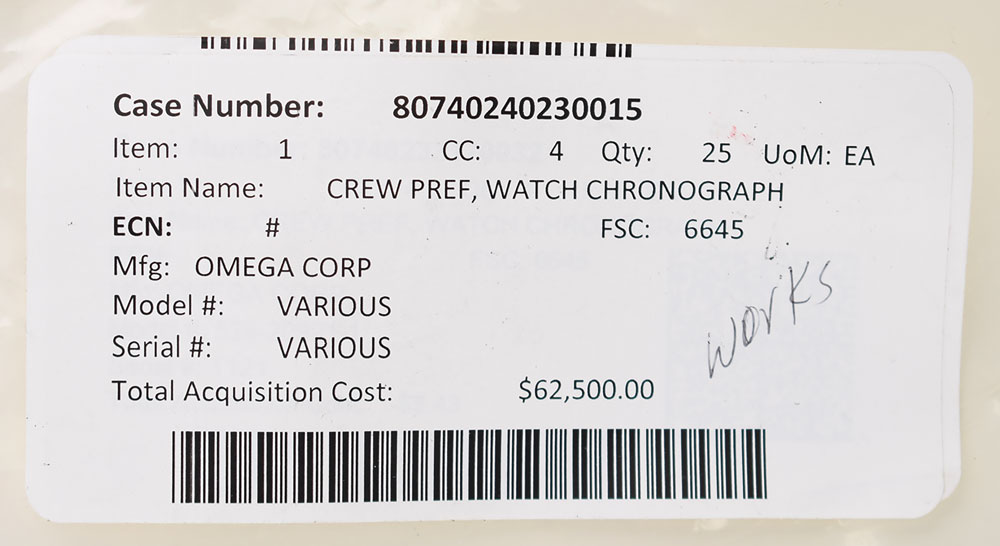 Case Number: 80740240230015
Item: 1 CC: 4 Qty: 25 UoM: EA
Item Name: CREW PREF, WATCH CHRONOGRAPH
ECN: # FSC: 6645
Mfg: OMEGA CORP
Model #: VARIOUS
works
Serial #: VARIOUS
Total Acquisition Cost: $62,500.00